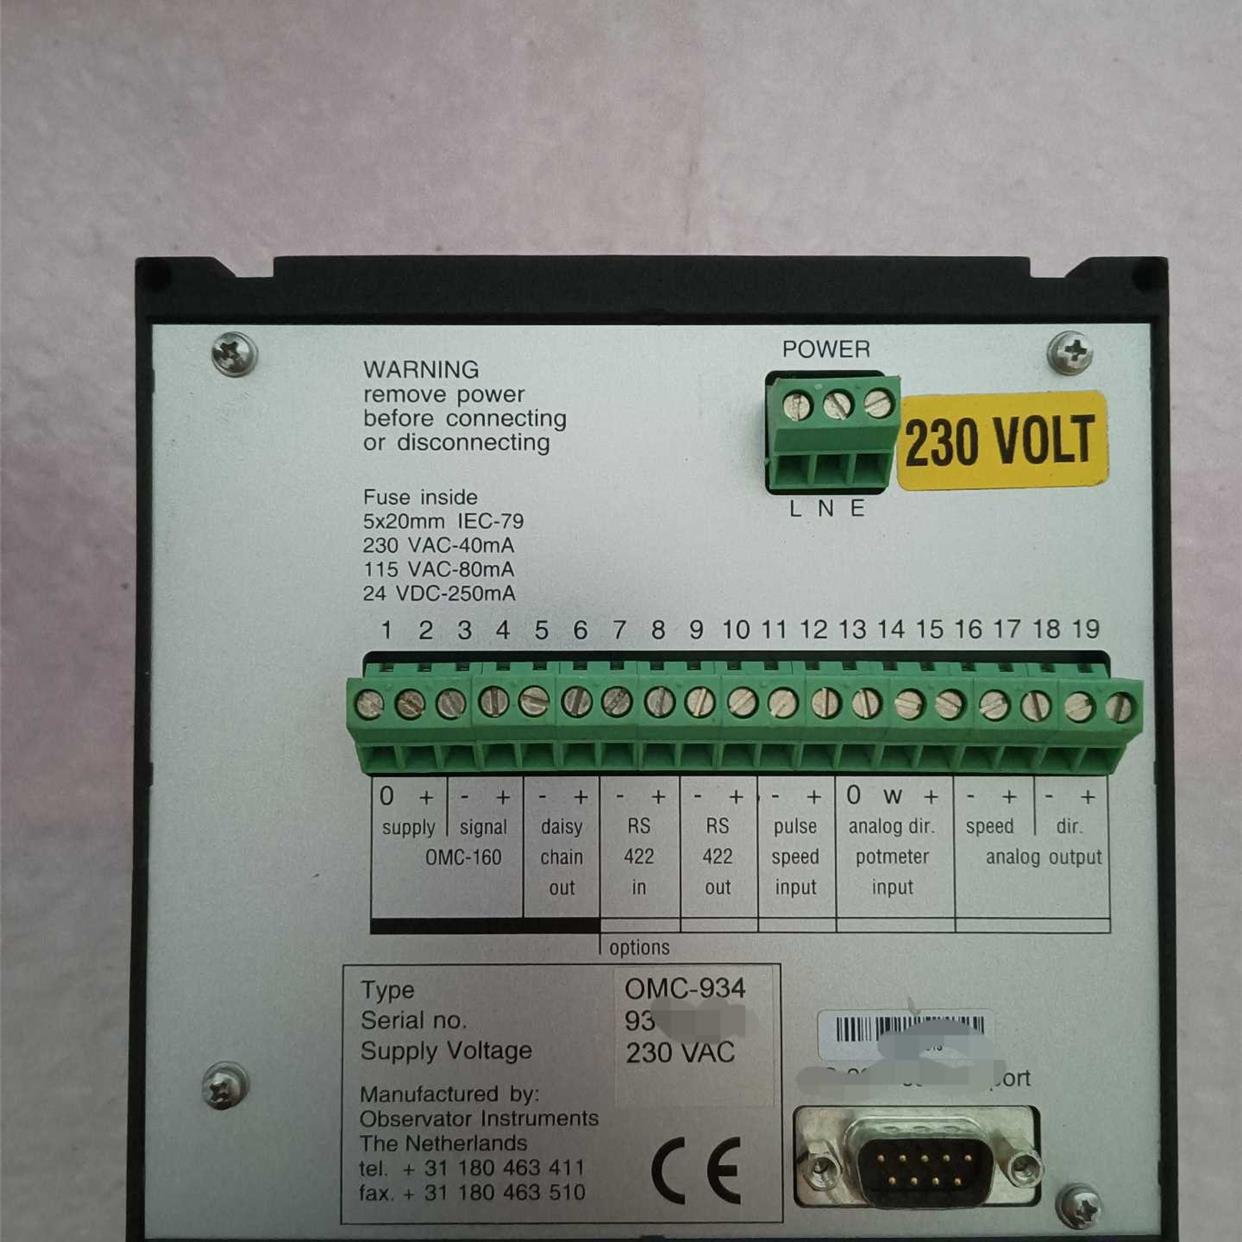 POWER
WARNING
remove power
before connecting
or disconnecting
230 VOLT
L N E
Fuse inside
5x20mm IEC-79
230 VAC-40mA
115 VAC-80mA
24 VDC-250mA
1 2 3 4 5 6 7 8 9 10 11 12 13 14 15 16 17 18 19
0 + - + - + - + - + - + 0 w + - + - +
supply signal daisy RS RS pulse analog dir. speed dir.
OMC-160 chain 422 422 speed potmeter analog output
out in out input input
options
Type OMC-934
Serial no. 93
Supply Voltage 230 VAC
Manufactured by:
Observator Instruments
The Netherlands
tel. + 31 180 463 411
fax. + 31 180 463 510
CE
port